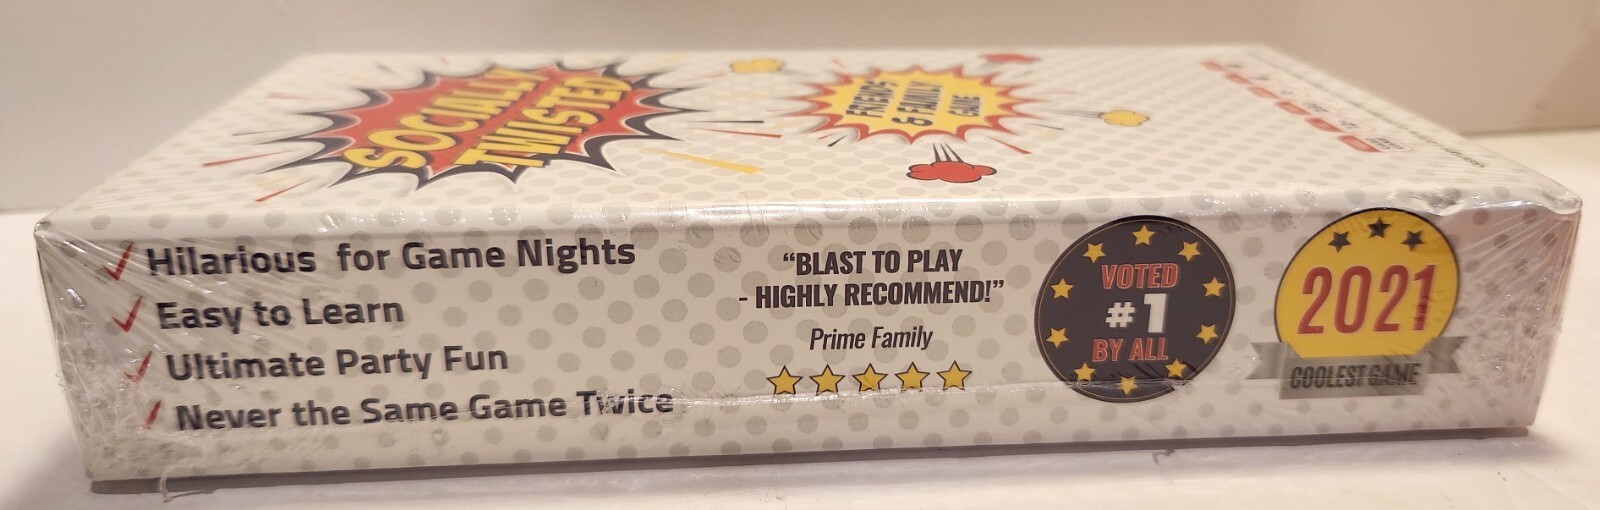 SOCIALLY
TWISTED
FRIENDS
& FAMILY
GAME
Hilarious for Game Nights
Easy to Learn
Ultimate Party Fun
Never the Same Game Twice
“BLAST TO PLAY
- HIGHLY RECOMMEND!”
Prime Family
VOTED
#1
BY ALL
2021
COOLEST GAME